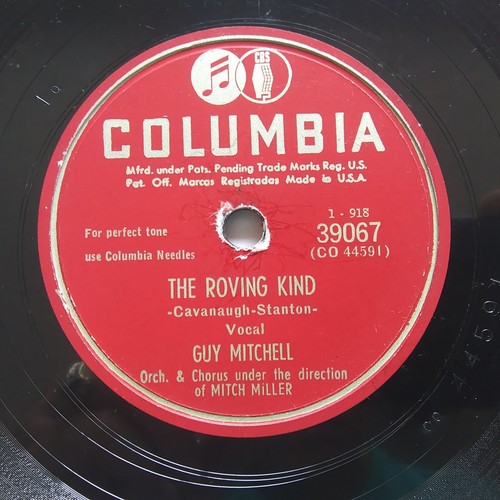 CBS
COLUMBIA
Mfrd. under Pats. Pending Trade Marks Reg. U.S.
Pat. Off. Marcas Registradas Made in U.S.A.
1 - 918
For perfect tone
use Columbia Needles
39067
(CO 44591)
THE ROVING KIND
-Cavanaugh-Stanton-
Vocal
GUY MITCHELL
Orch. & Chorus under the direction
of MITCH MiLLER